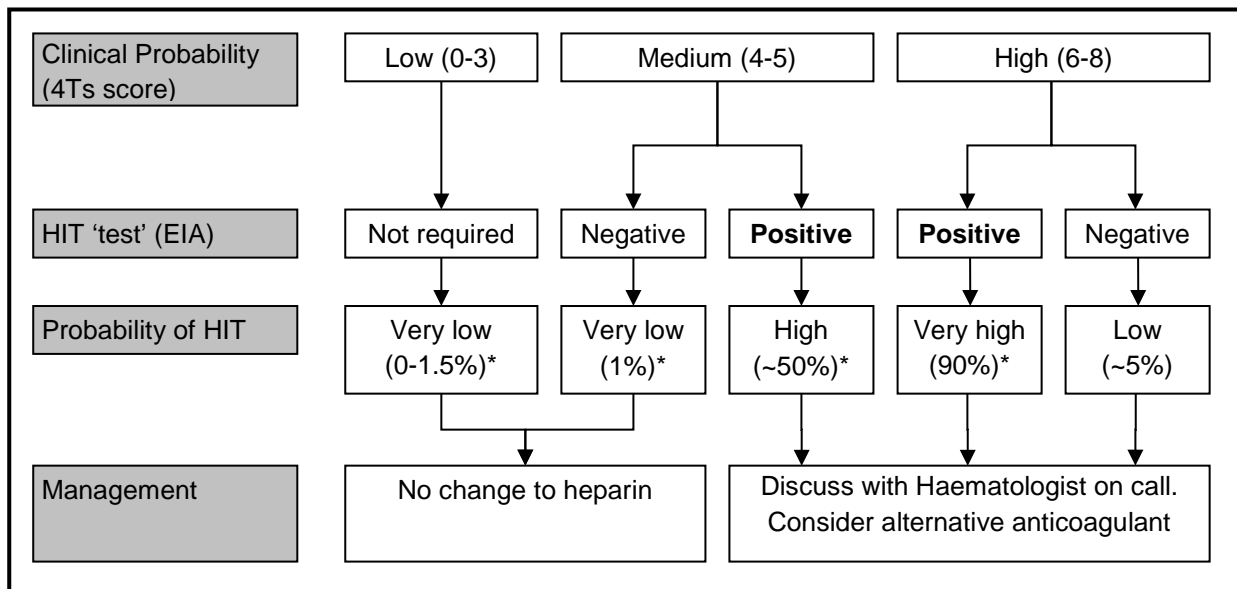 Clinical Probability
(4Ts score)
Low (0-3)
Medium (4-5)
High (6-8)
HIT ‘test’ (EIA)
Not required
Negative
Positive
Positive
Negative
Probability of HIT
Very low
(0-1.5%)*
Very low
(1%)*
High
(~50%)*
Very high
(90%)*
Low
(~5%)
Management
No change to heparin
Discuss with Haematologist on call.
Consider alternative anticoagulant